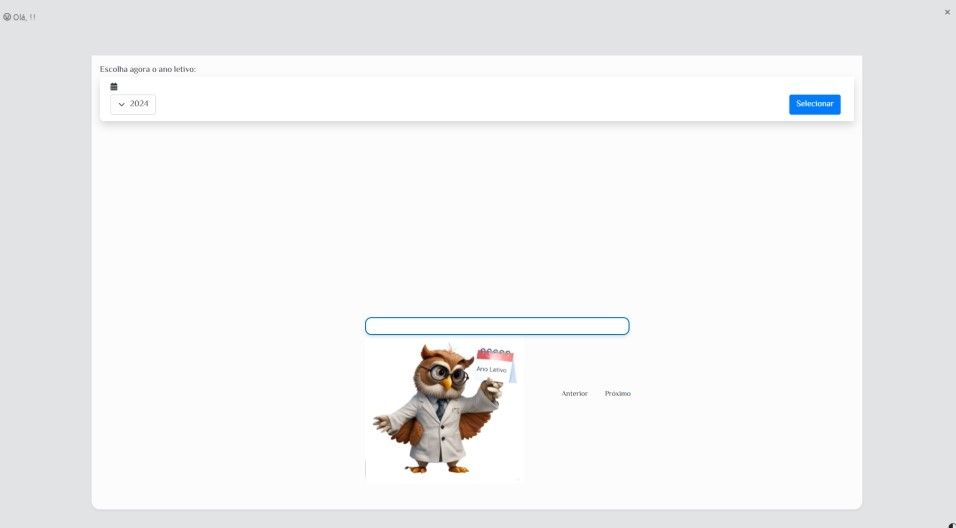 Olá, !!
×
Escolha agora o ano letivo:
2024
Selecionar
Ano Letivo
Anterior
Próximo